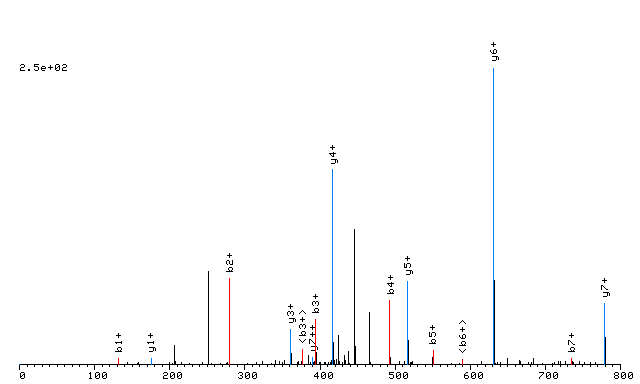 2.5e+02
y6+
y4+
b2+
y5+
y7+
b4+
b3+
y3+
<b3+>
y7++
b5+
<b6+>
b7+
b1+
y1+
0 100 200 300 400 500 600 700 800